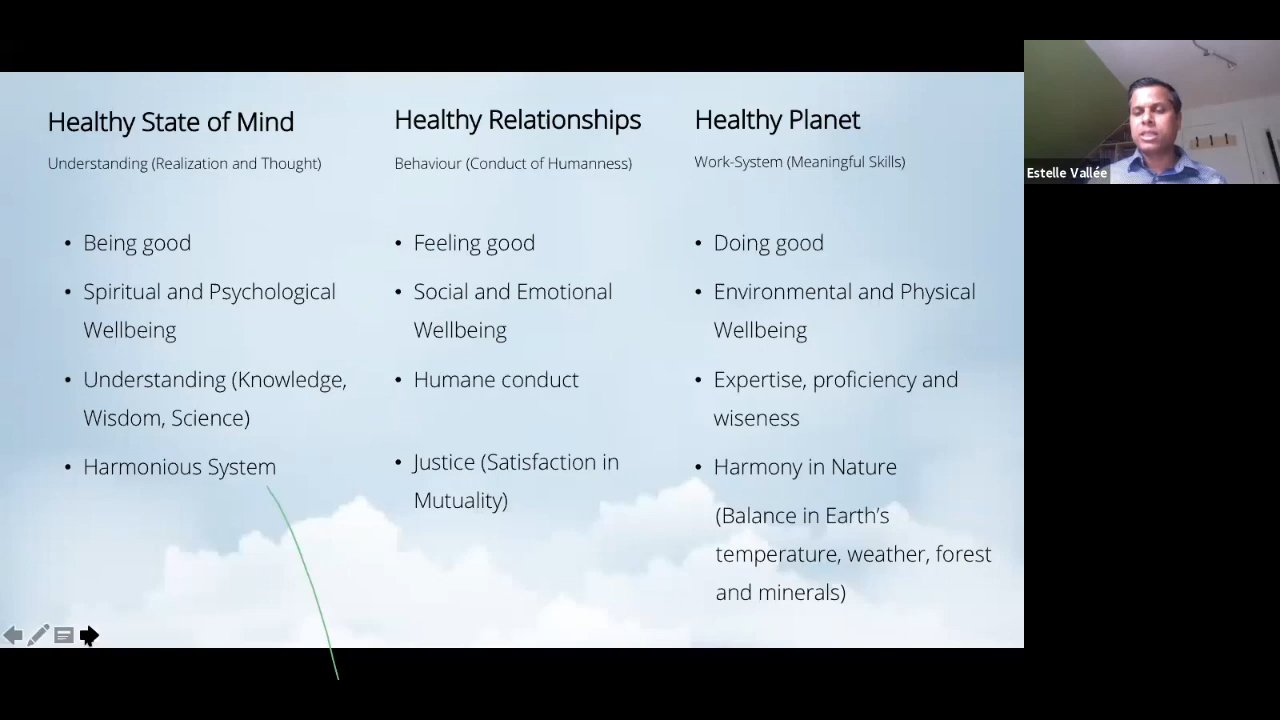 Healthy State of Mind
Understanding (Realization and Thought)
• Being good
• Spiritual and Psychological
Wellbeing
• Understanding (Knowledge,
Wisdom, Science)
• Harmonious System
Healthy Relationships
Behaviour (Conduct of Humanness)
• Feeling good
• Social and Emotional
Wellbeing
• Humane conduct
• Justice (Satisfaction in
Mutuality)
Healthy Planet
Work-System (Meaningful Skills)
• Doing good
• Environmental and Physical
Wellbeing
• Expertise, proficiency and
wiseness
• Harmony in Nature
(Balance in Earth’s
temperature, weather, forest
and minerals)
Estelle Vallée